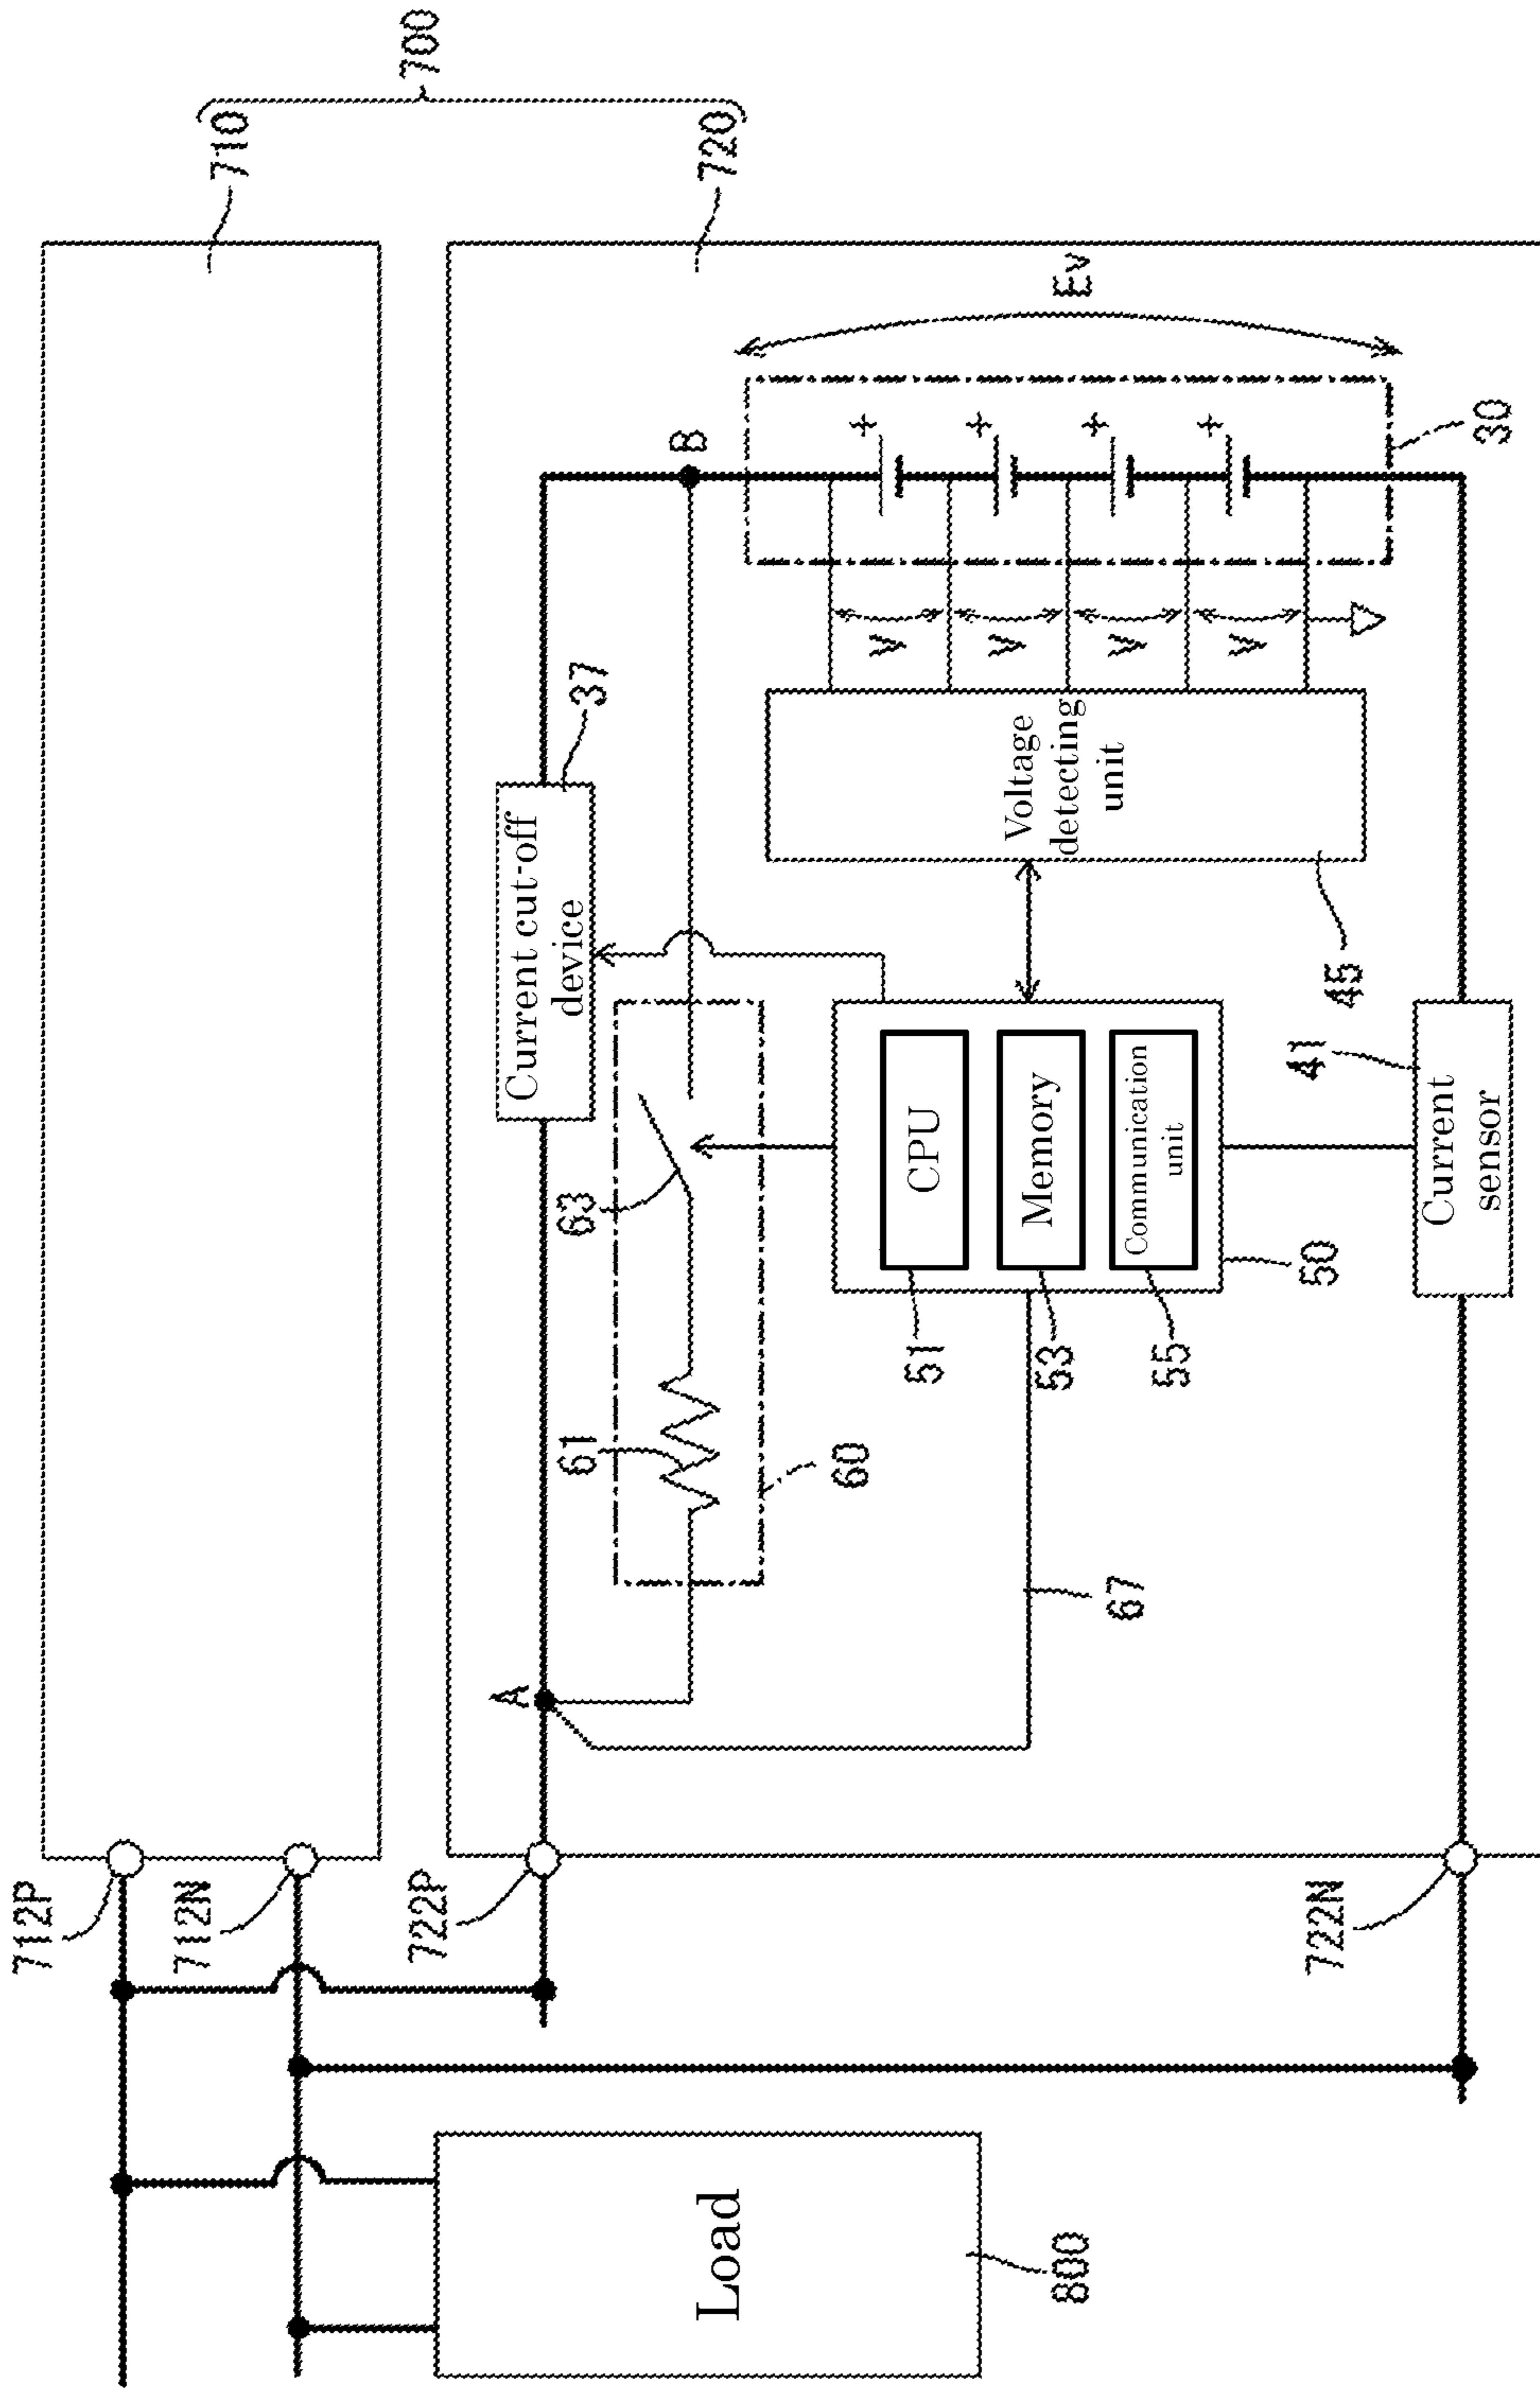 700
710
720
712P
712N
722P
722N
Current cut-off
device
37
A
B
Ev
30
+
+
+
+
V
V
V
V
Voltage
detecting
unit
45
61
63
60
CPU
Memory
Communication
unit
51
53
55
50
67
41
Current
sensor
Load
800